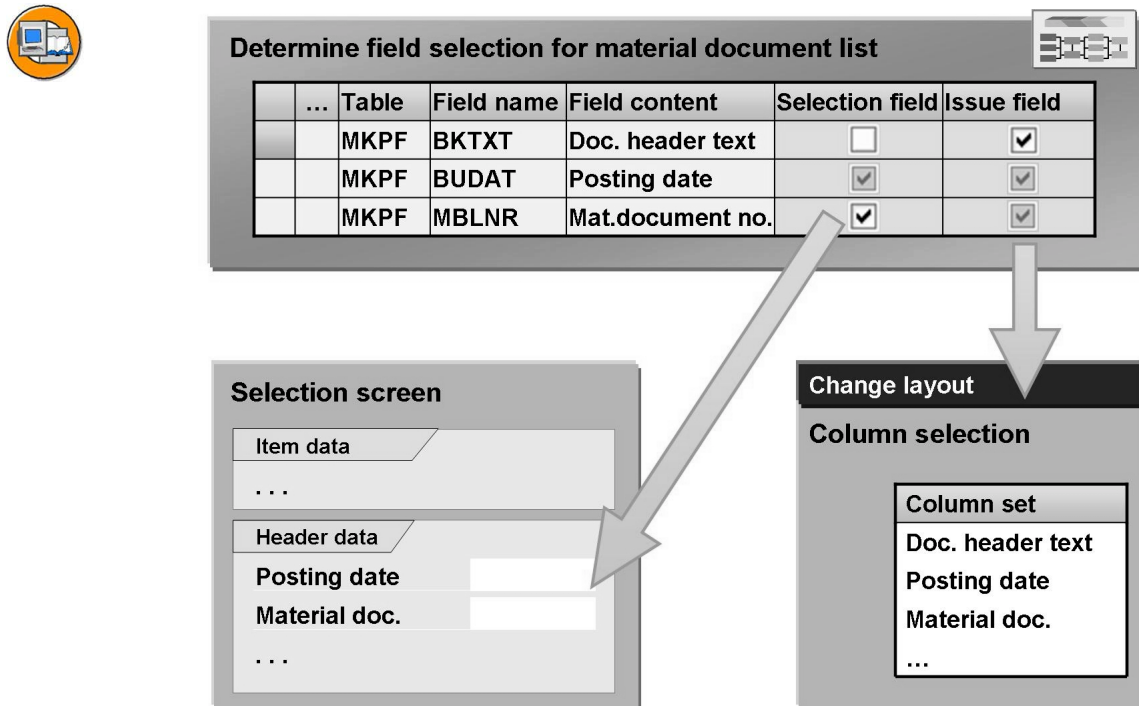 Determine field selection for material document list
... Table Field name Field content Selection field Issue field
MKPF BKTXT Doc. header text
MKPF BUDAT Posting date
MKPF MBLNR Mat.document no.
Selection screen
Item data
. . .
Header data
Posting date
Material doc.
. . .
Change layout
Column selection
Column set
Doc. header text
Posting date
Material doc.
...